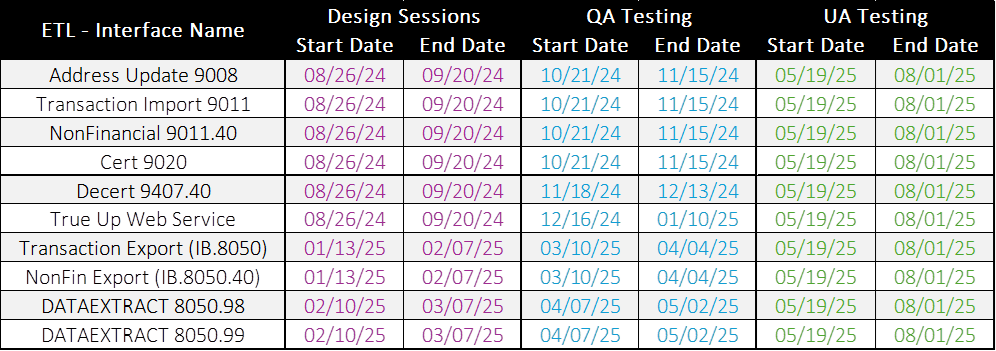 ETL - Interface Name Design Sessions QA Testing UA Testing
Start Date End Date Start Date End Date Start Date End Date
Address Update 9008 08/26/24 09/20/24 10/21/24 11/15/24 05/19/25 08/01/25
Transaction Import 9011 08/26/24 09/20/24 10/21/24 11/15/24 05/19/25 08/01/25
NonFinancial 9011.40 08/26/24 09/20/24 10/21/24 11/15/24 05/19/25 08/01/25
Cert 9020 08/26/24 09/20/24 10/21/24 11/15/24 05/19/25 08/01/25
Decert 9407.40 08/26/24 09/20/24 11/18/24 12/13/24 05/19/25 08/01/25
True Up Web Service 08/26/24 09/20/24 12/16/24 01/10/25 05/19/25 08/01/25
Transaction Export (IB.8050) 01/13/25 02/07/25 03/10/25 04/04/25 05/19/25 08/01/25
NonFin Export (IB.8050.40) 01/13/25 02/07/25 03/10/25 04/04/25 05/19/25 08/01/25
DATAEXTRACT 8050.98 02/10/25 03/07/25 04/07/25 05/02/25 05/19/25 08/01/25
DATAEXTRACT 8050.99 02/10/25 03/07/25 04/07/25 05/02/25 05/19/25 08/01/25